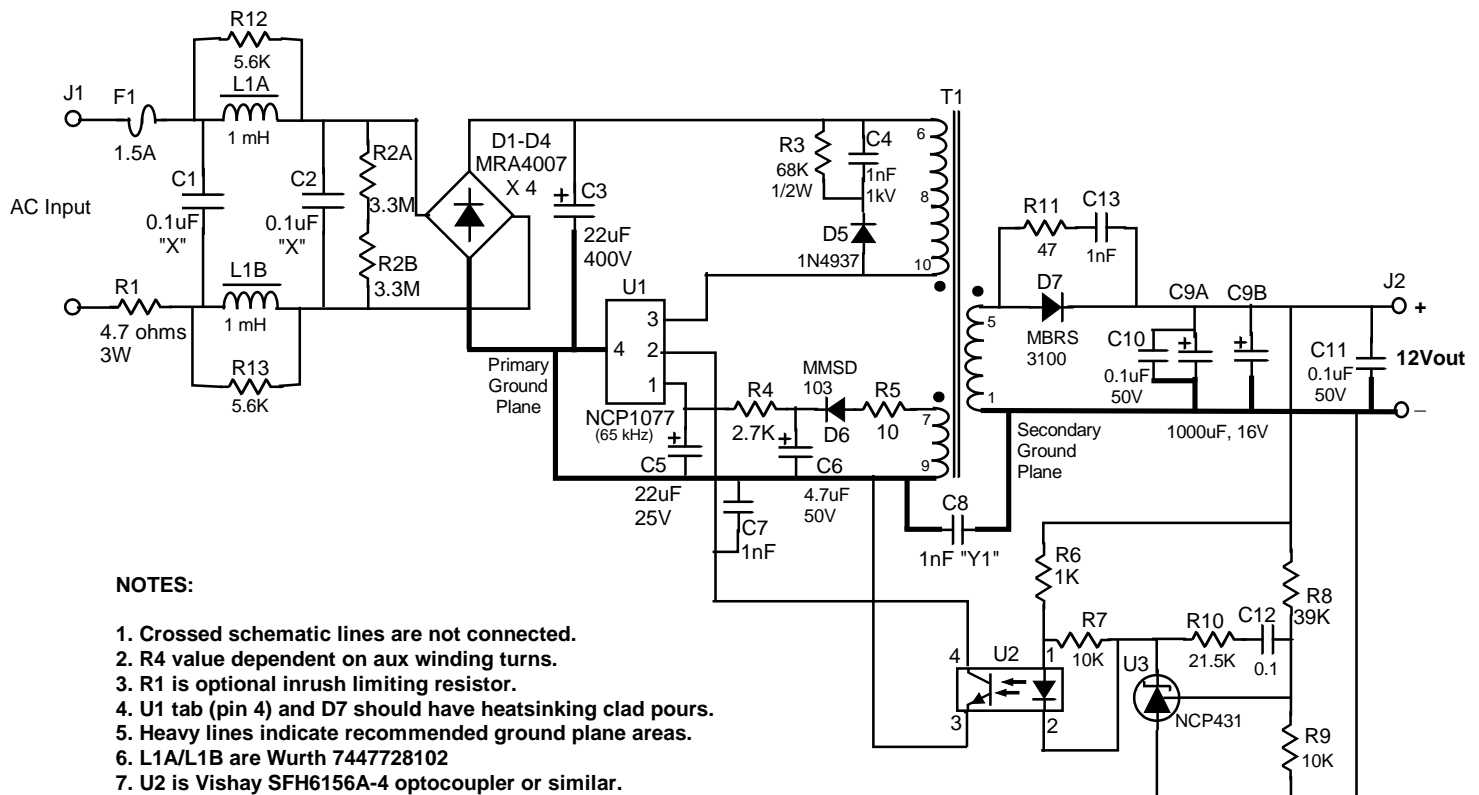 R12
5.6K
L1A
1 mH
J1
F1
1.5A
AC Input
C1
0.1uF
"X"
C2
0.1uF
"X"
R2A
3.3M
R2B
3.3M
R1
4.7 ohms
3W
L1B
1 mH
R13
5.6K
D1-D4
MRA4007
X 4
+
C3
22uF
400V
R3
68K
1/2W
C4
1nF
1kV
D5
1N4937
T1
6
8
10
U1
3
2
1
4
NCP1077
(65 kHz)
Primary
Ground
Plane
R4
2.7K
MMSD
103
D6
R5
10
7
9
+
C5
22uF
25V
+
C6
4.7uF
50V
C7
1nF
C8
1nF "Y1"
5
1
R11
47
C13
1nF
D7
MBRS
3100
C10
0.1uF
50V
C9A
+
C9B
+
1000uF, 16V
C11
0.1uF
50V
J2
+
12Vout
–
Secondary
Ground
Plane
R6
1K
R7
10K
R10
21.5K
C12
0.1
R8
39K
U2
4
3
1
2
U3
NCP431
R9
10K
NOTES:
1. Crossed schematic lines are not connected.
2. R4 value dependent on aux winding turns.
3. R1 is optional inrush limiting resistor.
4. U1 tab (pin 4) and D7 should have heatsinking clad pours.
5. Heavy lines indicate recommended ground plane areas.
6. L1A/L1B are Wurth 7447728102
7. U2 is Vishay SFH6156A-4 optocoupler or similar.